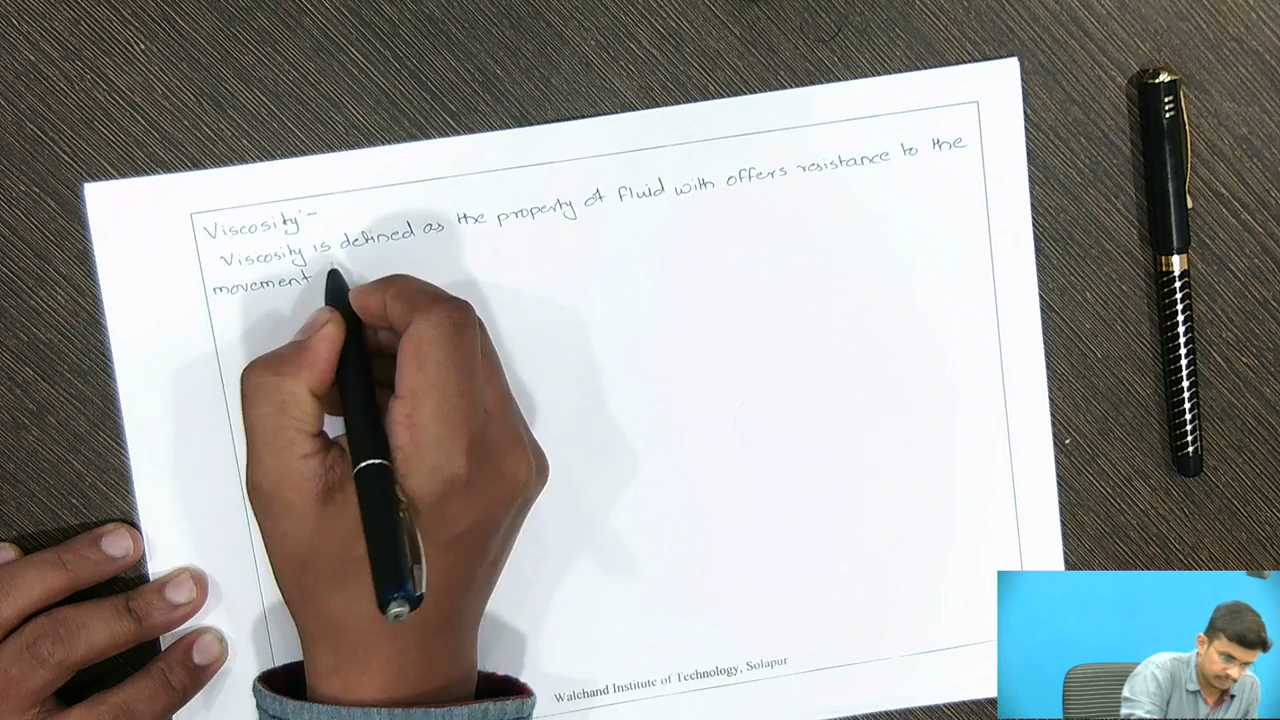 Viscosity:-
Viscosity is defined as the property of fluid with offers resistance to the
movement
Walchand Institute of Technology, Solapur